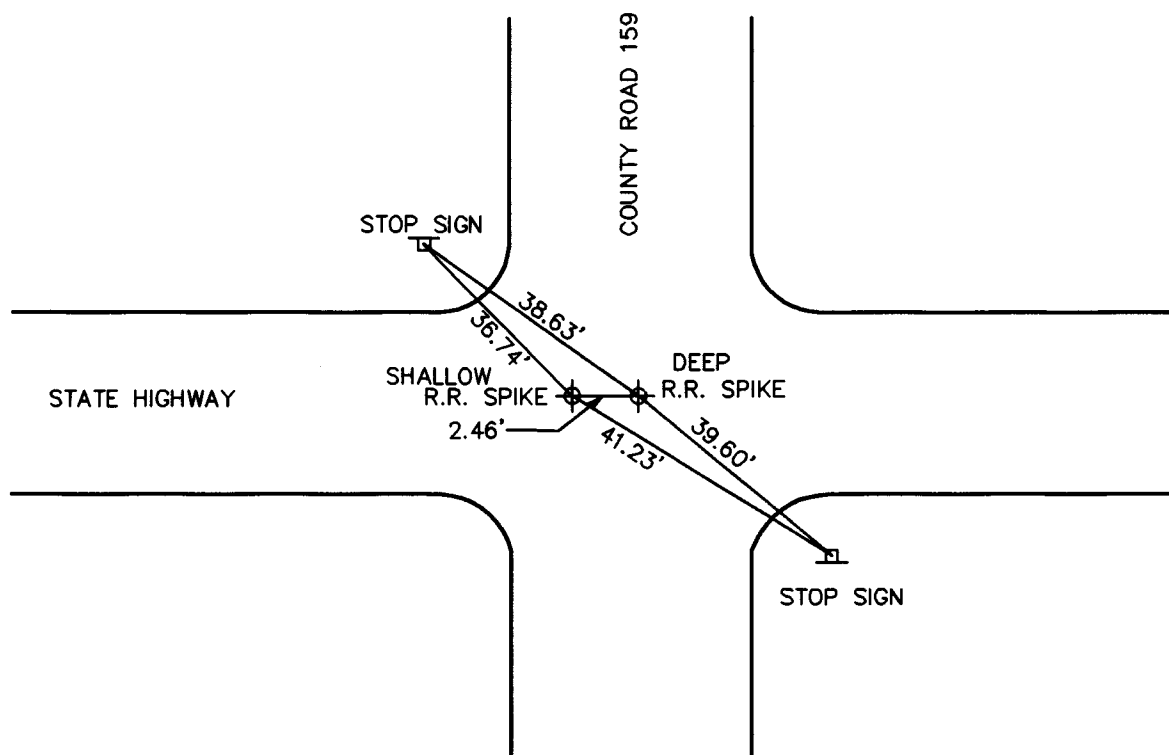 COUNTY ROAD 159
STOP SIGN
38.63'
36.74'
DEEP
R.R. SPIKE
SHALLOW
R.R. SPIKE
STATE HIGHWAY
2.46'
41.23'
39.60'
STOP SIGN